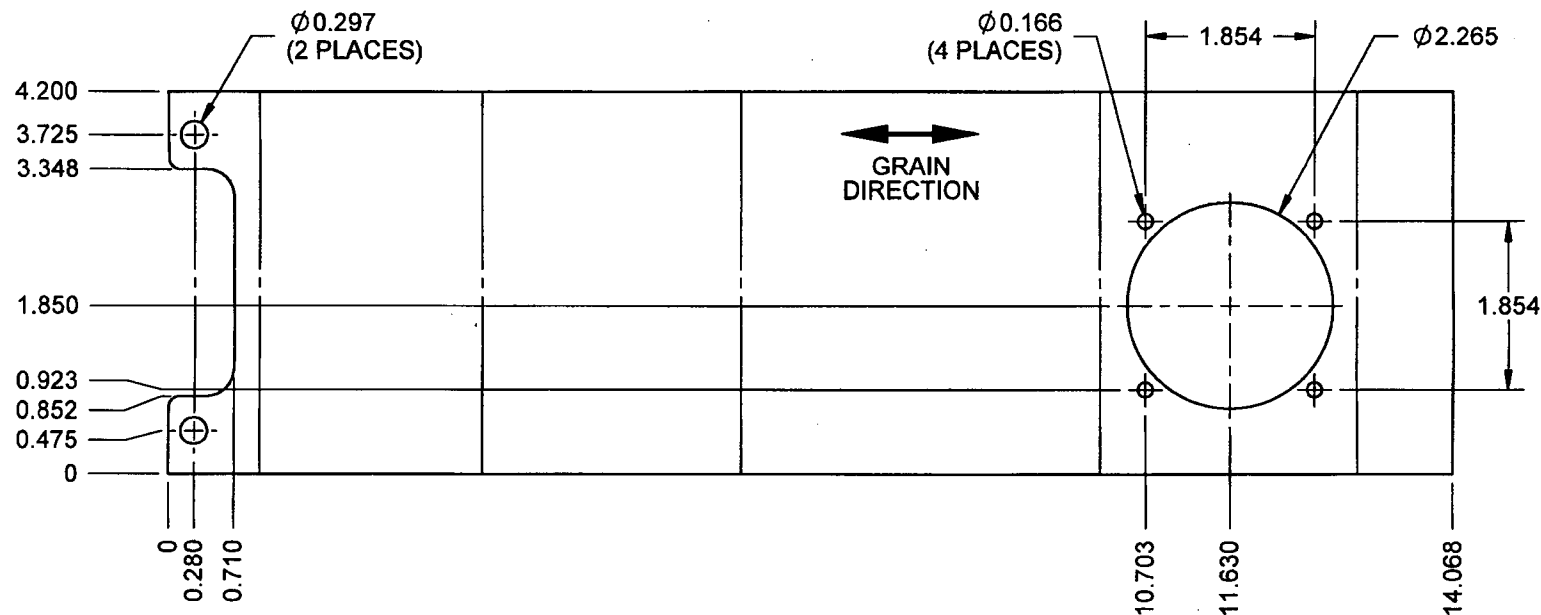 Ø0.297
(2 PLACES)
Ø0.166
(4 PLACES)
1.854
Ø2.265
4.200
3.725
3.348
GRAIN
DIRECTION
1.850
1.854
0.923
0.852
0.475
0
0
0.280
0.710
10.703
11.630
14.068